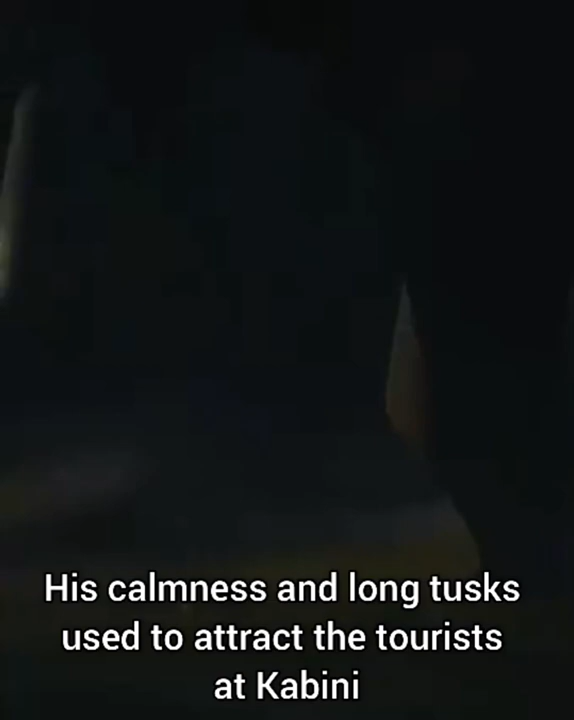 His calmness and long tusks
used to attract the tourists
at Kabini